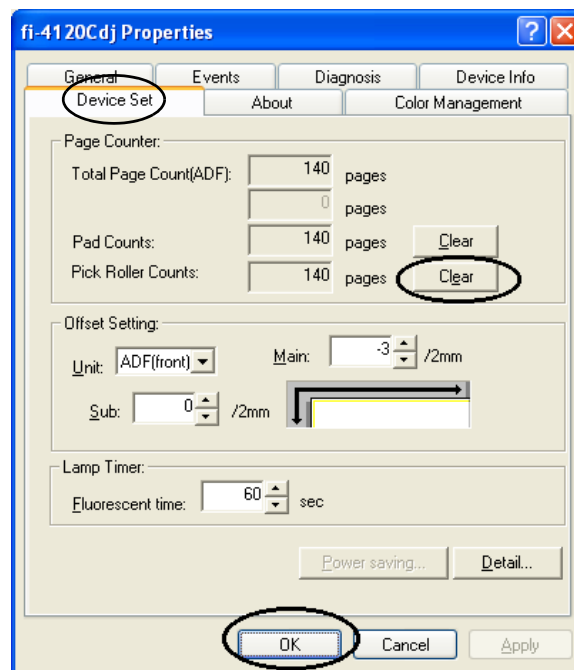 fi-4120Cdj Properties
General Events Diagnosis Device Info
Device Set About Color Management
Page Counter:
Total Page Count(ADF): 140 pages
0 pages
Pad Counts: 140 pages Clear
Pick Roller Counts: 140 pages Clear
Offset Setting:
Unit: ADF(front) Main: -3 /2mm
Sub: 0 /2mm
Lamp Timer:
Fluorescent time: 60 sec
Power saving... Detail...
OK Cancel Apply